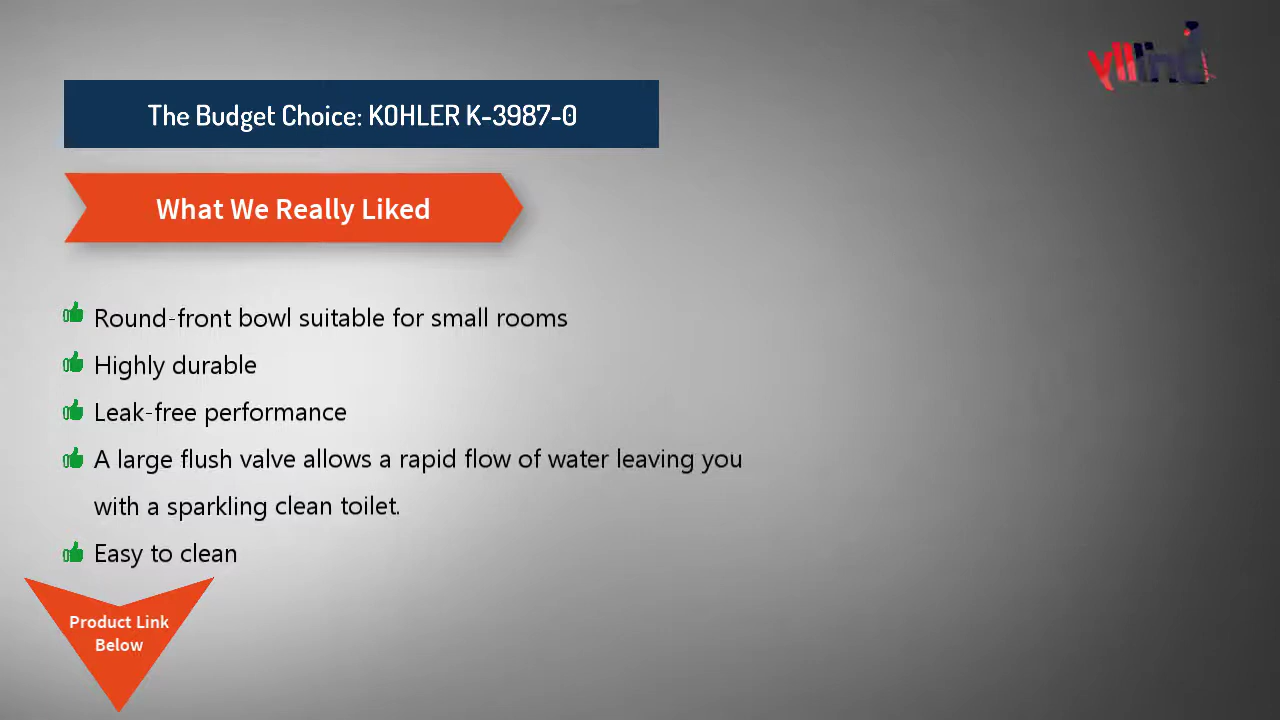 The Budget Choice: KOHLER K-3987-0
What We Really Liked
Round-front bowl suitable for small rooms
Highly durable
Leak-free performance
A large flush valve allows a rapid flow of water leaving you
with a sparkling clean toilet.
Easy to clean
Product Link
Below